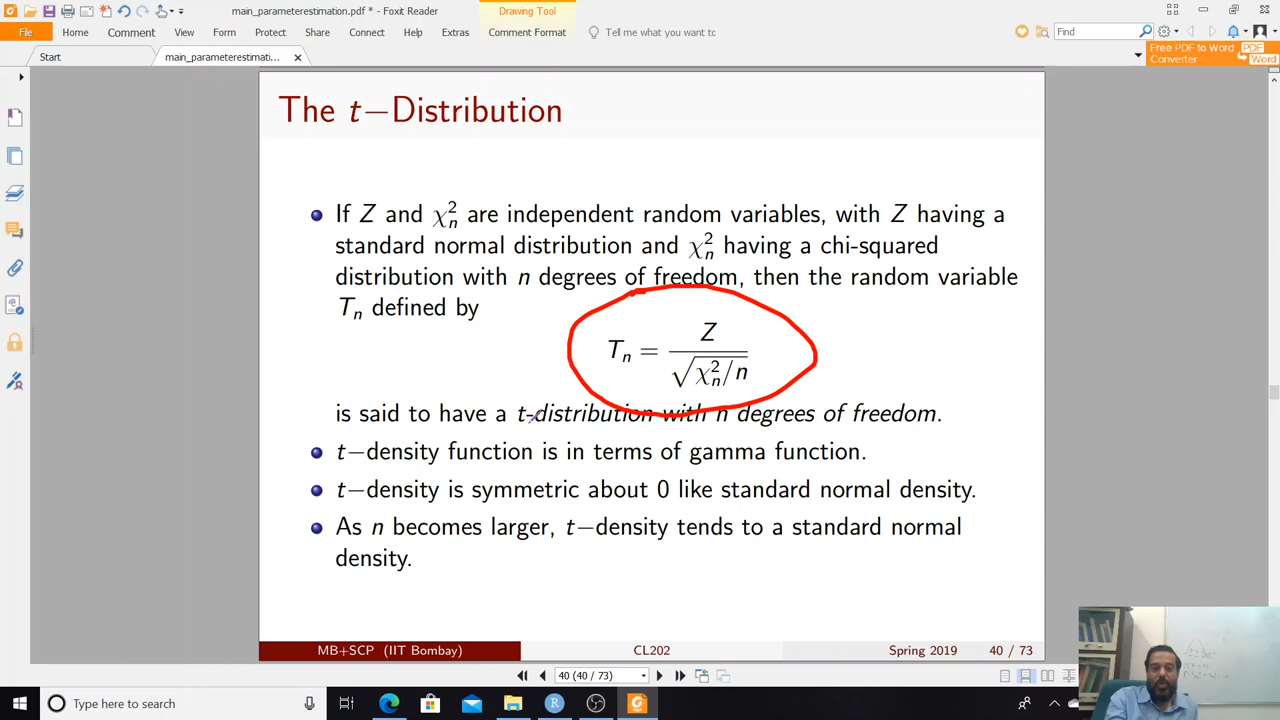 main_parameterestimation.pdf * - Foxit Reader
Drawing Tool
File Home Comment View Form Protect Share Connect Help Extras Comment Format Tell me what you want to Find
Start main_parameterestimati...
Free PDF to Word
Converter
PDF
Word
The t−Distribution
If Z and χ²ₙ are independent random variables, with Z having a
standard normal distribution and χ²ₙ having a chi-squared
distribution with n degrees of freedom, then the random variable
Tₙ defined by
Tₙ = Z / √(χ²ₙ/n)
is said to have a t-distribution with n degrees of freedom.
t−density function is in terms of gamma function.
t−density is symmetric about 0 like standard normal density.
As n becomes larger, t−density tends to a standard normal
density.
MB+SCP (IIT Bombay) CL202 Spring 2019 40 / 73
40 (40 / 73)
Type here to search